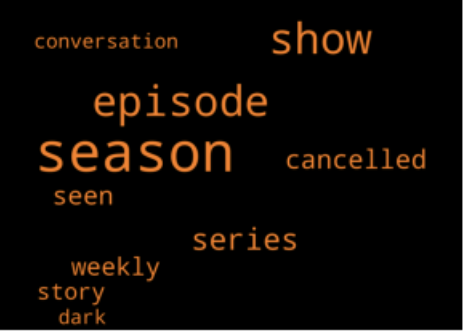 conversation
show
episode
season
cancelled
seen
series
weekly
story
dark